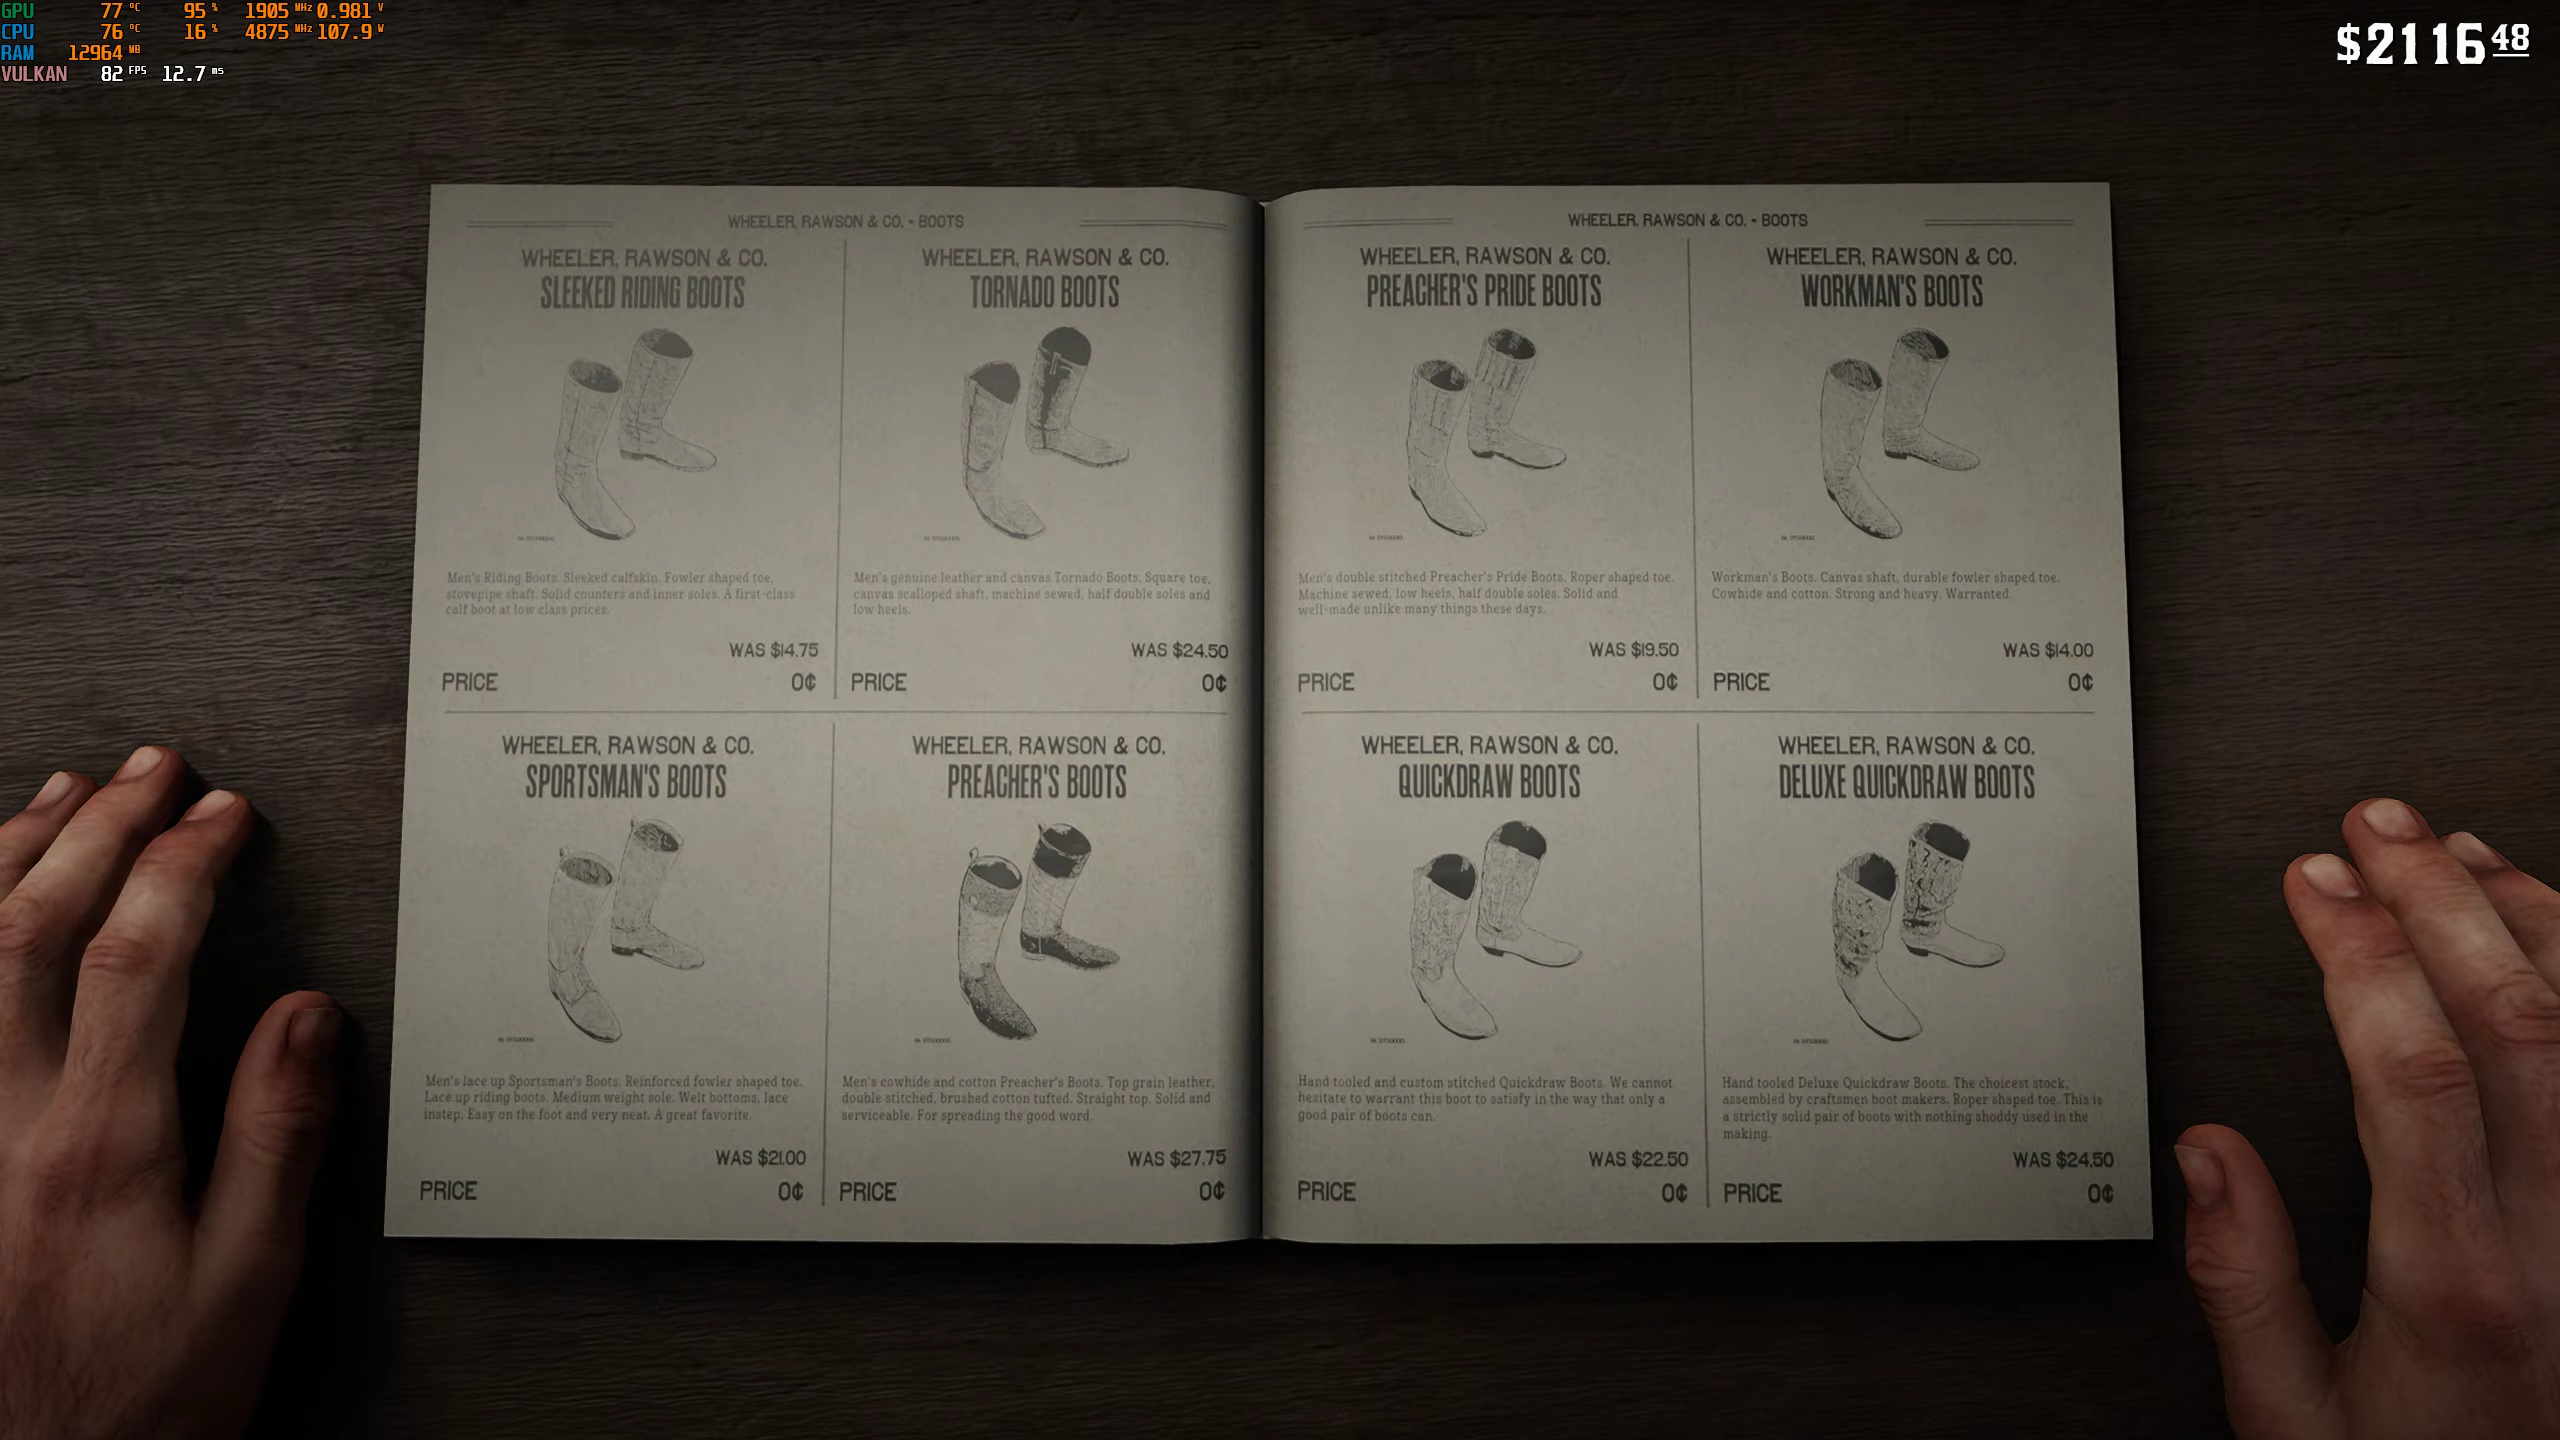 GPU 77 °C 95 % 1905 MHz 0.981 V
CPU 76 °C 16 % 4875 MHz 107.9 W
RAM 12964 MB
VULKAN 82 FPS 12.7 ms
$2116 48
WHEELER, RAWSON & CO. - BOOTS
WHEELER, RAWSON & CO.
SLEEKED RIDING BOOTS
Men's Riding Boots. Sleeked calfskin. Fowler shaped toe,
stovepipe shaft. Solid counters and inner soles. A first-class
calf boot at low class prices.
WAS $14.75
PRICE 0¢
WHEELER, RAWSON & CO.
TORNADO BOOTS
Men's genuine leather and canvas Tornado Boots. Square toe,
canvas scalloped shaft, machine sewed, half double soles and
low heels.
WAS $24.50
PRICE 0¢
WHEELER, RAWSON & CO.
SPORTSMAN'S BOOTS
Men's lace up Sportsman's Boots. Reinforced fowler shaped toe.
Lace up riding boots. Medium weight sole. Welt bottoms, lace
instep. Easy on the foot and very neat. A great favorite.
WAS $21.00
PRICE 0¢
WHEELER, RAWSON & CO.
PREACHER'S BOOTS
Men's cowhide and cotton Preacher's Boots. Top grain leather,
double stitched, brushed cotton tufted. Straight top. Solid and
serviceable. For spreading the good word.
WAS $27.75
PRICE 0¢
WHEELER, RAWSON & CO. - BOOTS
WHEELER, RAWSON & CO.
PREACHER'S PRIDE BOOTS
Men's double stitched Preacher's Pride Boots. Roper shaped toe.
Machine sewed, low heels, half double soles. Solid and
well-made unlike many things these days.
WAS $19.50
PRICE 0¢
WHEELER, RAWSON & CO.
WORKMAN'S BOOTS
Workman's Boots. Canvas shaft, durable fowler shaped toe.
Cowhide and cotton. Strong and heavy. Warranted.
WAS $14.00
PRICE 0¢
WHEELER, RAWSON & CO.
QUICKDRAW BOOTS
Hand tooled and custom stitched Quickdraw Boots. We cannot
hesitate to warrant this boot to satisfy in the way that only a
good pair of boots can.
WAS $22.50
PRICE 0¢
WHEELER, RAWSON & CO.
DELUXE QUICKDRAW BOOTS
Hand tooled Deluxe Quickdraw Boots. The choicest stock,
assembled by craftsmen boot makers. Roper shaped toe. This is
a strictly solid pair of boots with nothing shoddy used in the
making.
WAS $24.50
PRICE 0¢